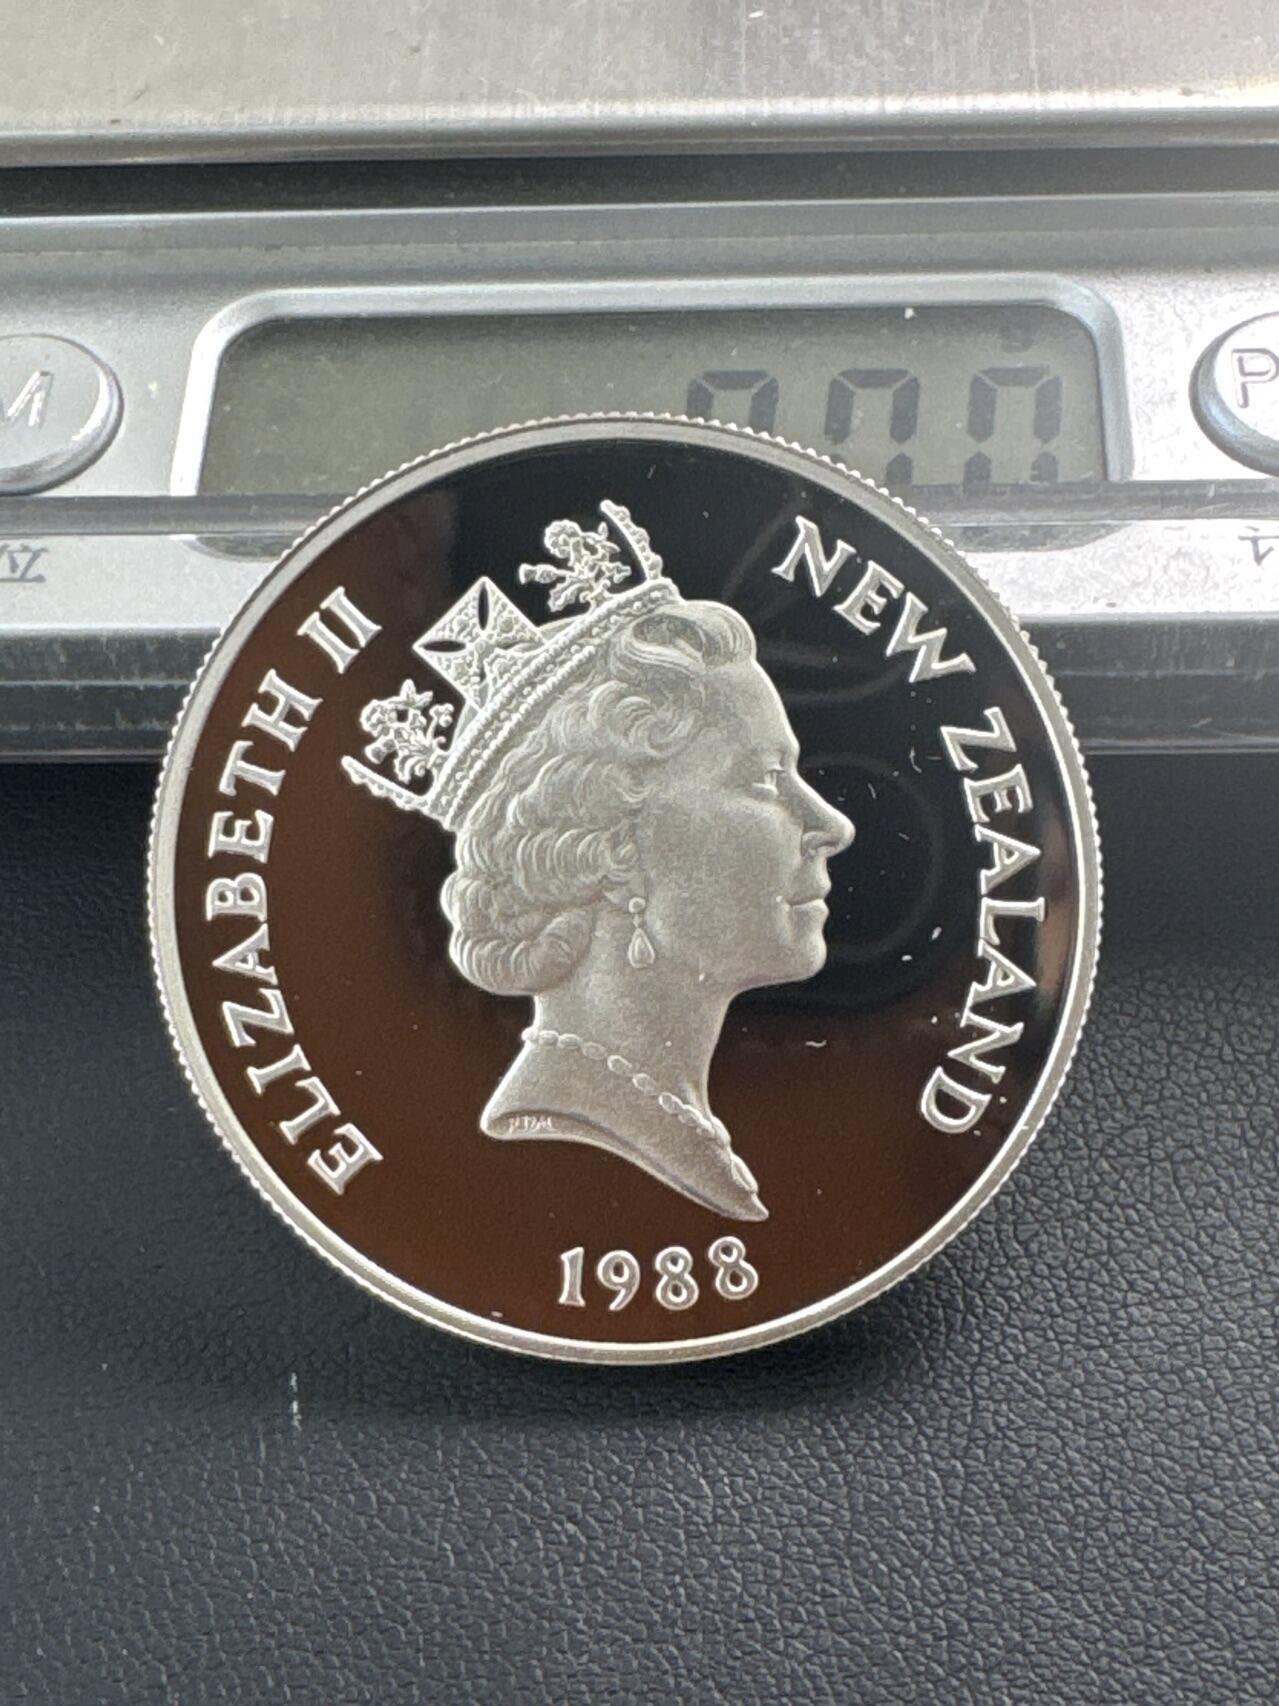 M
P
ELIZABETH II
NEW ZEALAND
1988